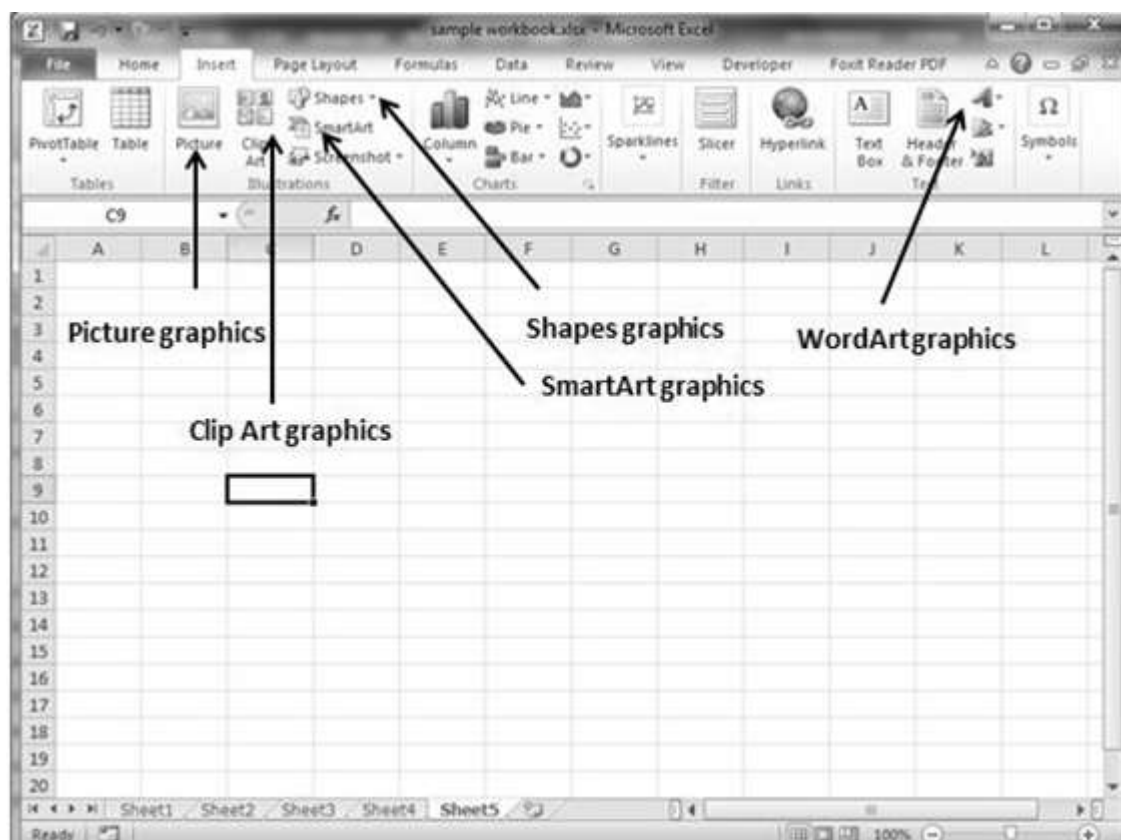 sample workbook.xlsx - Microsoft Excel
File Home Insert Page Layout Formulas Data Review View Developer Foxit Reader PDF
PivotTable Table Picture Clip Art Shapes SmartArt Screenshot Column Line Pie Bar Sparklines Slicer Hyperlink Text Box Header & Footer Symbols
Tables Illustrations Charts Filter Links Text
C9 fx
A B C D E F G H I J K L
1
2
3
4
5
6
7
8
9
10
11
12
13
14
15
16
17
18
19
20
Picture graphics
Shapes graphics
WordArt graphics
SmartArt graphics
Clip Art graphics
Sheet1 Sheet2 Sheet3 Sheet4 Sheet5
Ready 100%